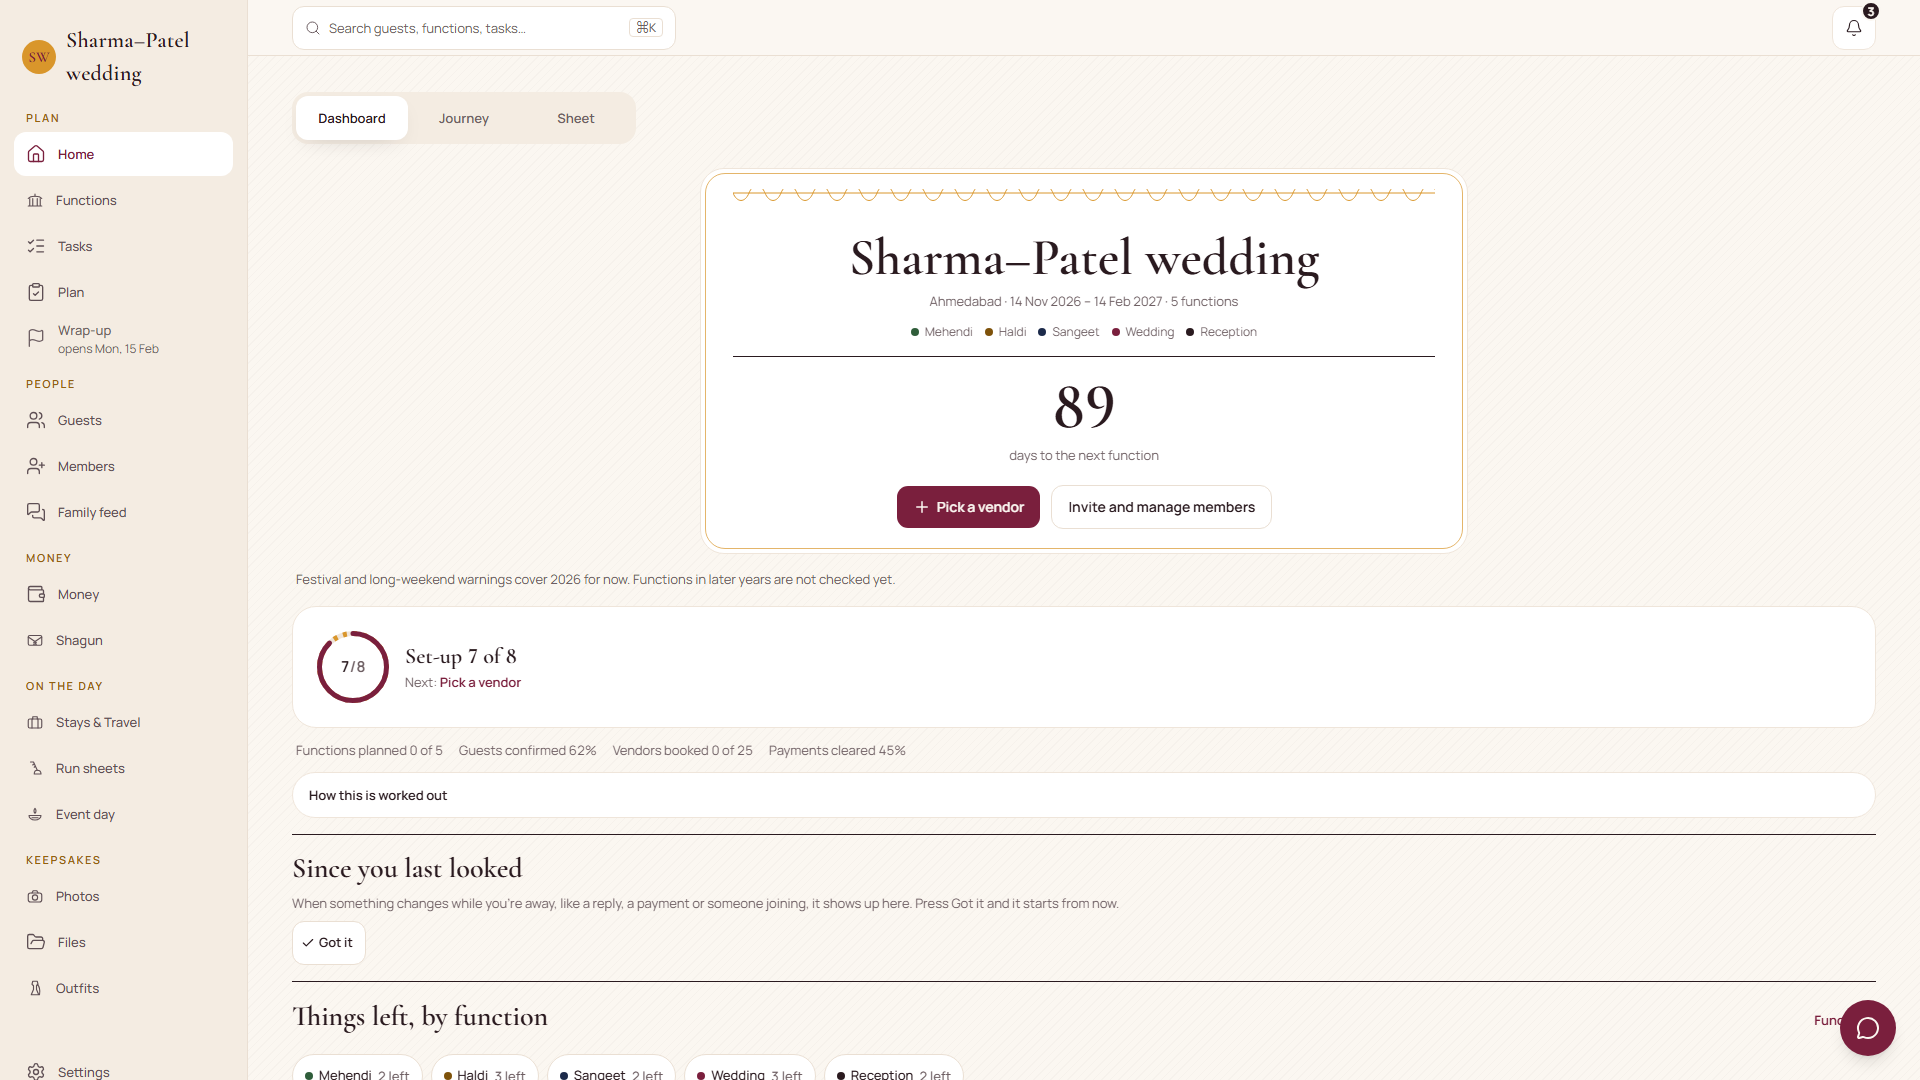 SW
Sharma–Patel
wedding
PLAN
Home
Functions
Tasks
Plan
Wrap-up
opens Mon, 15 Feb
PEOPLE
Guests
Members
Family feed
MONEY
Money
Shagun
ON THE DAY
Stays & Travel
Run sheets
Event day
KEEPSAKES
Photos
Files
Outfits
Settings
Search guests, functions, tasks... ⌘K
3
Dashboard Journey Sheet
Sharma–Patel wedding
Ahmedabad · 14 Nov 2026 – 14 Feb 2027 · 5 functions
Mehendi Haldi Sangeet Wedding Reception
89
days to the next function
Pick a vendor
Invite and manage members
Festival and long-weekend warnings cover 2026 for now. Functions in later years are not checked yet.
7/8
Set-up 7 of 8
Next: Pick a vendor
Functions planned 0 of 5 Guests confirmed 62% Vendors booked 0 of 25 Payments cleared 45%
How this is worked out
Since you last looked
When something changes while you're away, like a reply, a payment or someone joining, it shows up here. Press Got it and it starts from now.
Got it
Things left, by function
Mehendi 2 left Haldi 3 left Sangeet 2 left Wedding 3 left Reception 2 left